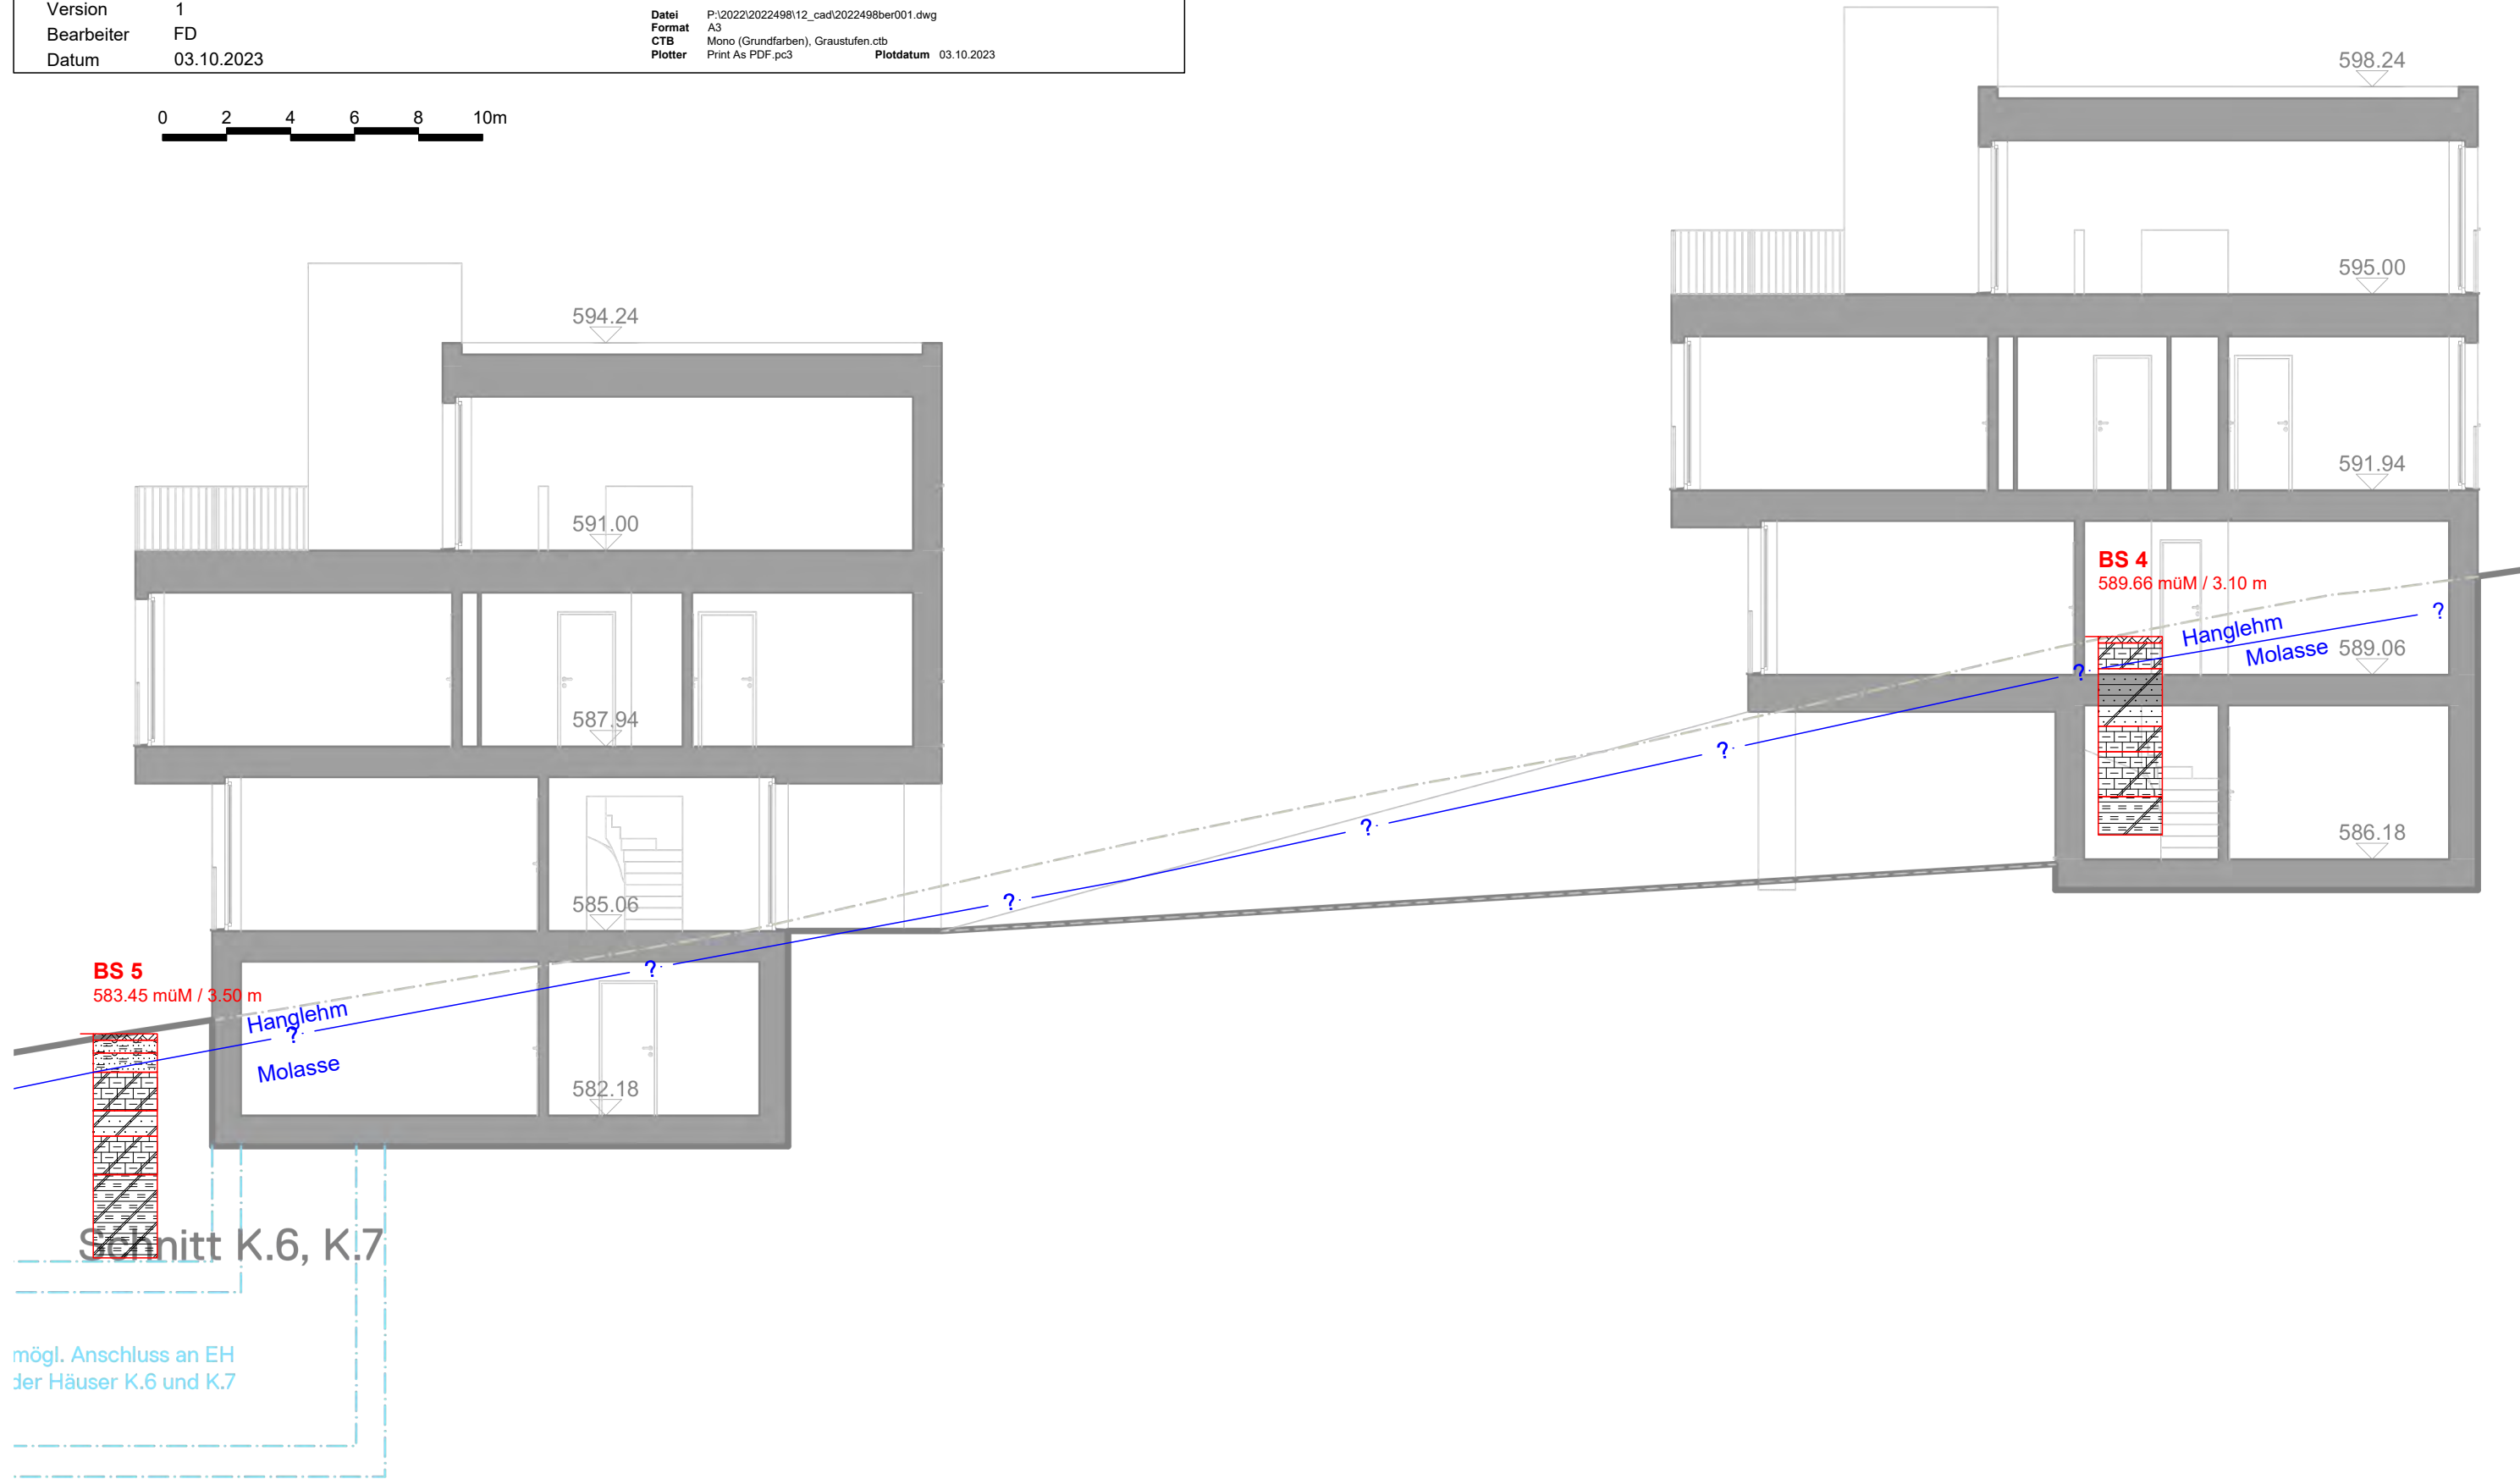 Version 1
Bearbeiter FD
Datum 03.10.2023
Datei P:\2022\2022498\12_cad\2022498ber001.dwg
Format A3
CTB Mono (Grundfarben), Graustufen.ctb
Plotter Print As PDF.pc3 Plotdatum 03.10.2023
0 2 4 6 8 10m
598.24
595.00
591.94
BS 4
589.66 müM / 3.10 m
?
Hanglehm
Molasse
589.06
?
586.18
594.24
591.00
587.94
585.06
?
?
?
?
BS 5
583.45 müM / 3.50 m
Hanglehm
?
Molasse
582.18
Schnitt K.6, K.7
mögl. Anschluss an EH
der Häuser K.6 und K.7